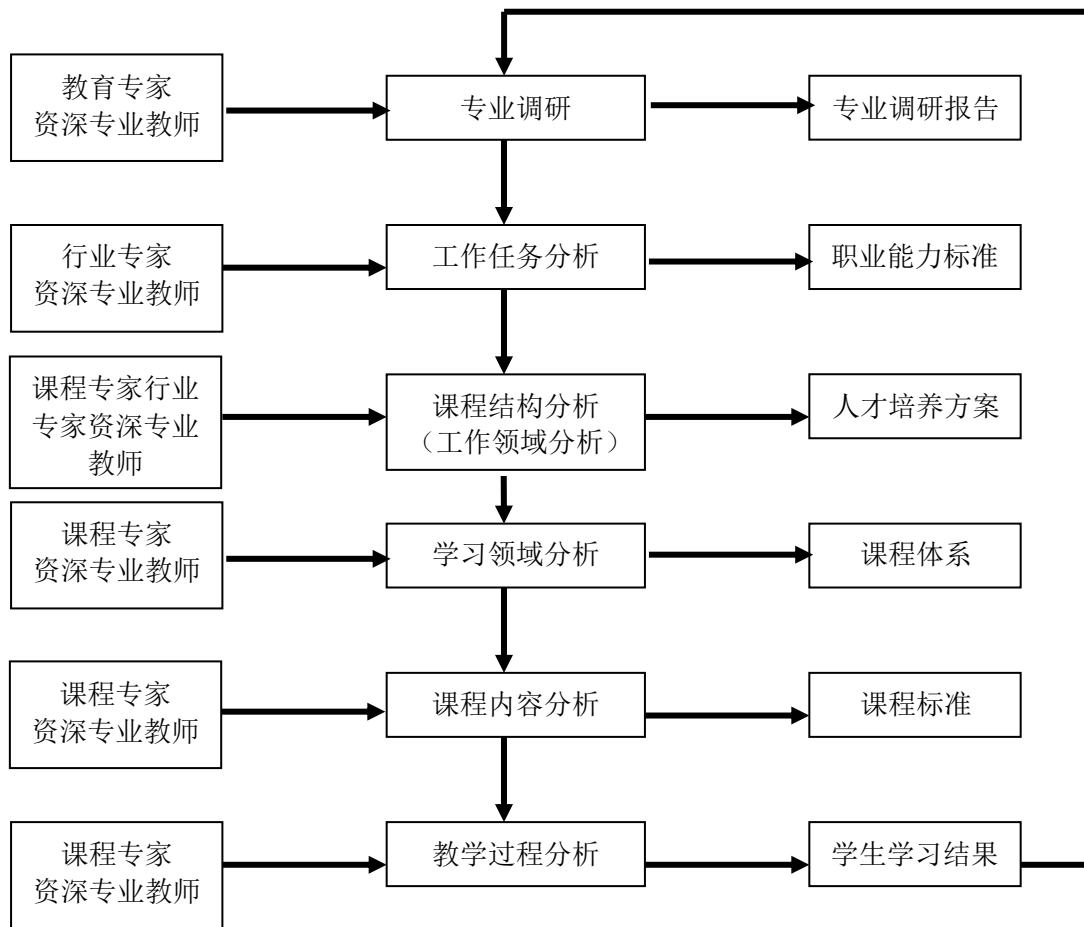 教育专家
资深专业教师
专业调研
专业调研报告
行业专家
资深专业教师
工作任务分析
职业能力标准
课程专家行业
专家资深专业
教师
课程结构分析
（工作领域分析）
人才培养方案
课程专家
资深专业教师
学习领域分析
课程体系
课程专家
资深专业教师
课程内容分析
课程标准
课程专家
资深专业教师
教学过程分析
学生学习结果